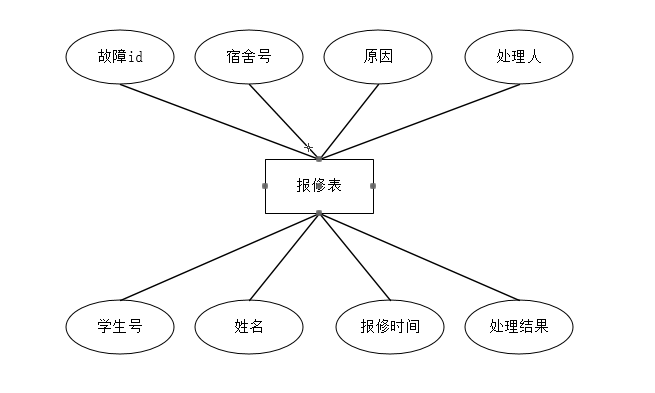 故障id
宿舍号
原因
处理人
报修表
学生号
姓名
报修时间
处理结果